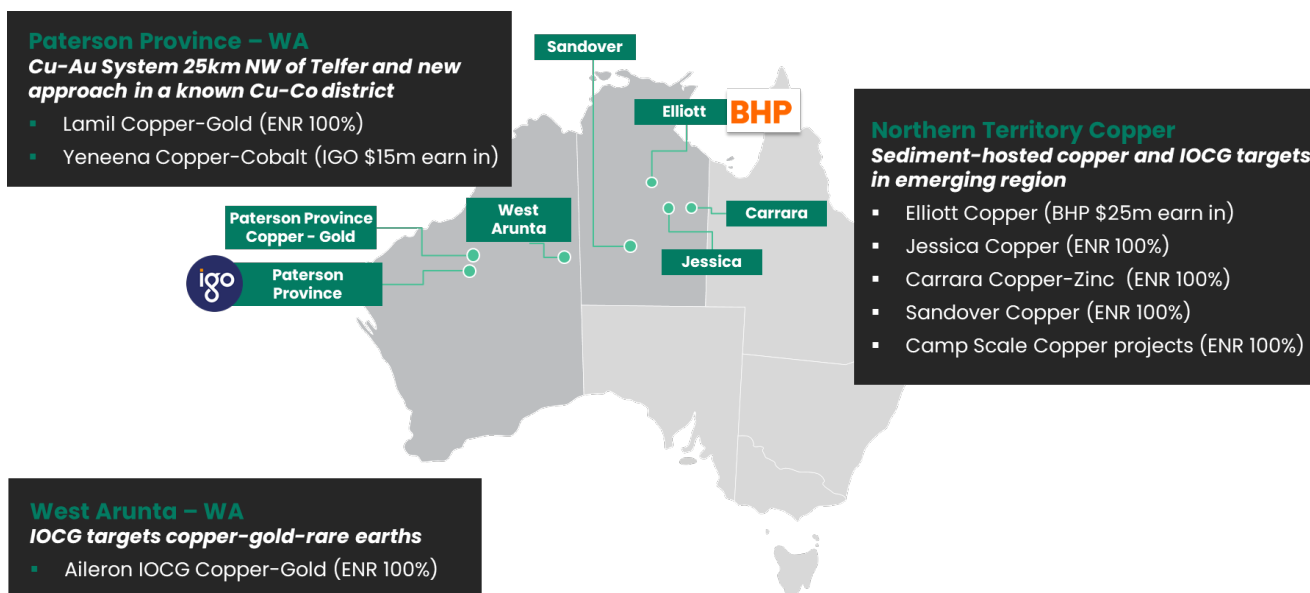 Paterson Province – WA
Cu-Au System 25km NW of Telfer and new
approach in a known Cu-Co district
▪ Lamil Copper-Gold (ENR 100%)
▪ Yeneena Copper-Cobalt (IGO $15m earn in)
Sandover
Elliott
BHP
Northern Territory Copper
Sediment-hosted copper and IOCG targets
in emerging region
▪ Elliott Copper (BHP $25m earn in)
▪ Jessica Copper (ENR 100%)
▪ Carrara Copper-Zinc (ENR 100%)
▪ Sandover Copper (ENR 100%)
▪ Camp Scale Copper projects (ENR 100%)
Paterson Province
Copper - Gold
West
Arunta
Carrara
Jessica
igo
Paterson
Province
West Arunta – WA
IOCG targets copper-gold-rare earths
▪ Aileron IOCG Copper-Gold (ENR 100%)